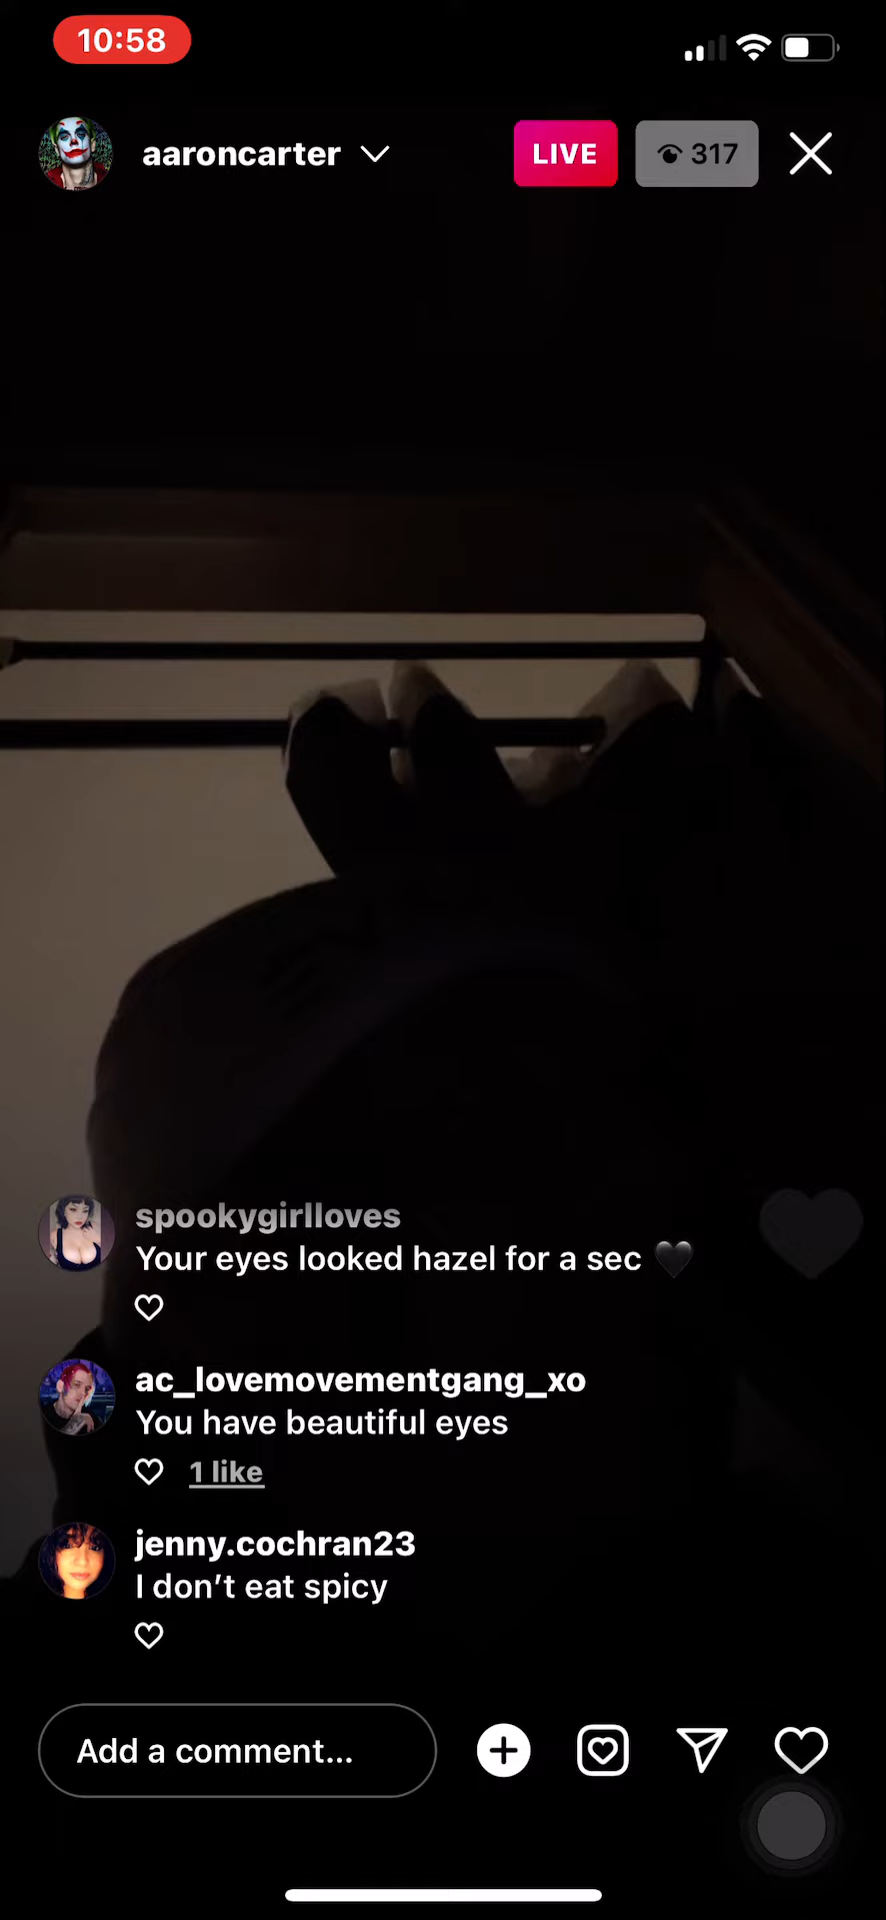 10:58
aaroncarter
LIVE
317
spookygirlloves
Your eyes looked hazel for a sec 🖤
ac_lovemovementgang_xo
You have beautiful eyes
1 like
jenny.cochran23
I don’t eat spicy
Add a comment...